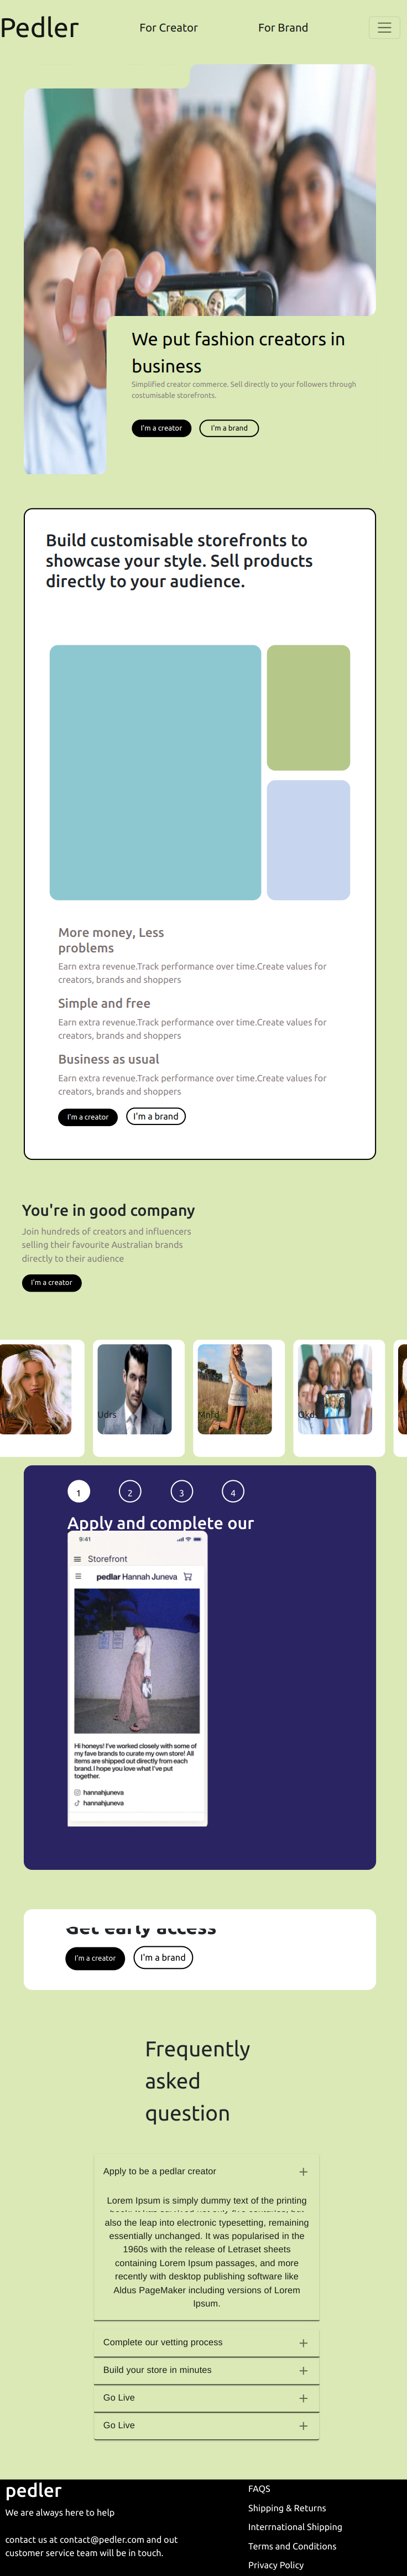 Pedler
For Creator
For Brand
We put fashion creators in
business
Simplified creator commerce. Sell directly to your followers through
costumisable storefronts.
I'm a creator
I'm a brand
Build customisable storefronts to
showcase your style. Sell products
directly to your audience.
More money, Less
problems
Earn extra revenue.Track performance over time.Create values for
creators, brands and shoppers
Simple and free
Earn extra revenue.Track performance over time.Create values for
creators, brands and shoppers
Business as usual
Earn extra revenue.Track performance over time.Create values for
creators, brands and shoppers
I'm a creator
I'm a brand
You're in good company
Join hundreds of creators and influencers
selling their favourite Australian brands
directly to their audience
I'm a creator
Udrs
1
2
3
4
Apply and complete our
9:41
Storefront
pedlar Hannah Juneva
Hi honeys! I've worked closely with some of
my fave brands to curate my own store! All
items are shipped out directly from each
brand. I hope you love what I've put
together.
hannahjuneva
hannahjuneva
Get early access
I'm a creator
I'm a brand
Frequently
asked
question
Apply to be a pedlar creator
Lorem Ipsum is simply dummy text of the printing
also the leap into electronic typesetting, remaining
essentially unchanged. It was popularised in the
1960s with the release of Letraset sheets
containing Lorem Ipsum passages, and more
recently with desktop publishing software like
Aldus PageMaker including versions of Lorem
Ipsum.
Complete our vetting process
Build your store in minutes
Go Live
Go Live
pedler
We are always here to help
contact us at contact@pedler.com and out
customer service team will be in touch.
FAQS
Shipping & Returns
Interrnational Shipping
Terms and Conditions
Privacy Policy